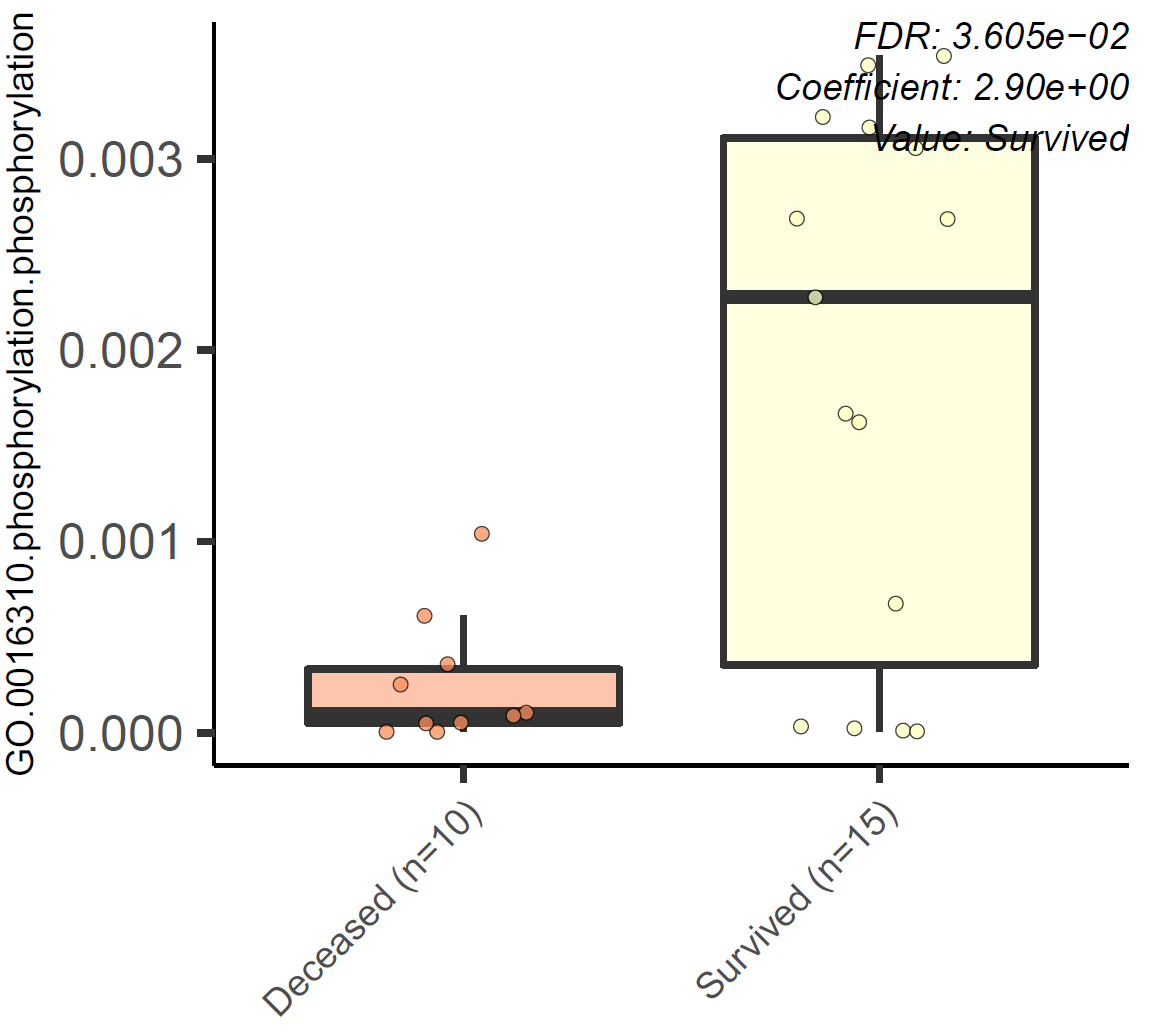 GO.0016310.phosphorylation.phosphorylation
FDR: 3.605e−02
Coefficient: 2.90e+00
Value: Survived
0.003
0.002
0.001
0.000
Deceased (n=10)
Survived (n=15)